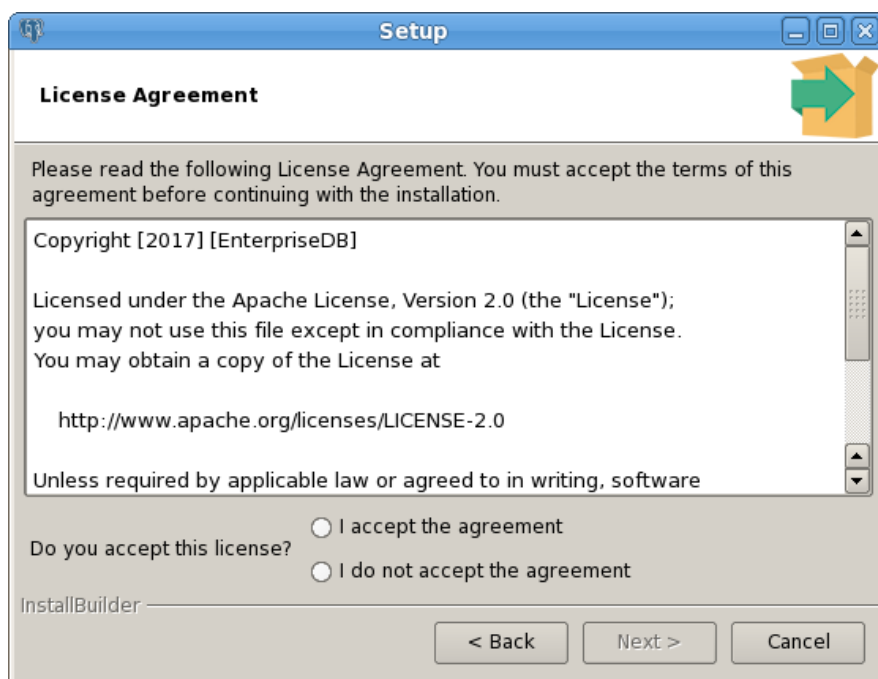 Setup
License Agreement
Please read the following License Agreement. You must accept the terms of this
agreement before continuing with the installation.
Copyright [2017] [EnterpriseDB]
Licensed under the Apache License, Version 2.0 (the "License");
you may not use this file except in compliance with the License.
You may obtain a copy of the License at
http://www.apache.org/licenses/LICENSE-2.0
Unless required by applicable law or agreed to in writing, software
Do you accept this license?
I accept the agreement
I do not accept the agreement
InstallBuilder
< Back
Next >
Cancel